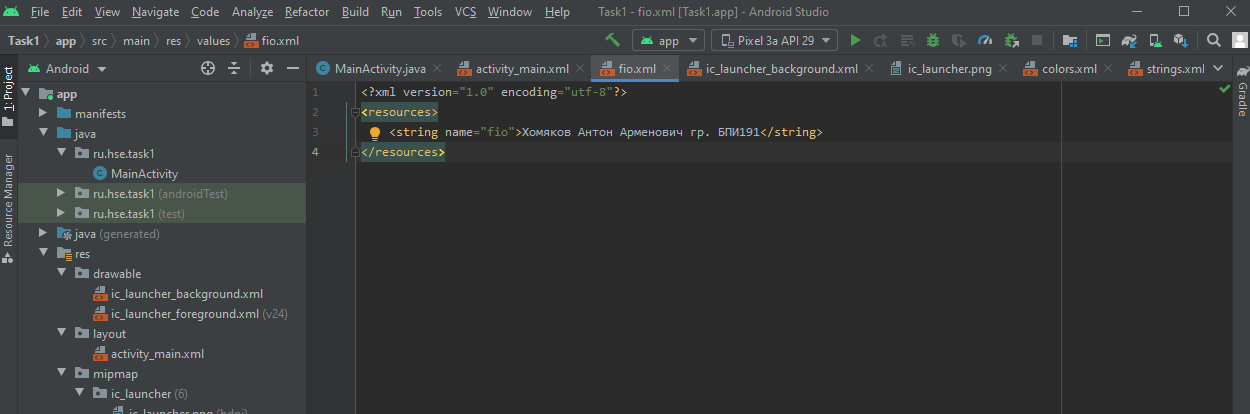 File Edit View Navigate Code Analyze Refactor Build Run Tools VCS Window Help Task1 - fio.xml [Task1.app] - Android Studio
Task1 app src main res values fio.xml app Pixel 3a API 29
1: Project
Resource Manager
Android
MainActivity.java activity_main.xml fio.xml ic_launcher_background.xml ic_launcher.png colors.xml strings.xml
Gradle
app
manifests
java
ru.hse.task1
MainActivity
ru.hse.task1 (androidTest)
ru.hse.task1 (test)
java (generated)
res
drawable
ic_launcher_background.xml
ic_launcher_foreground.xml (v24)
layout
activity_main.xml
mipmap
ic_launcher (6)
ic_launcher.png (hdpi)
1 <?xml version="1.0" encoding="utf-8"?>
2 <resources>
3 <string name="fio">Хомяков Антон Арменович гр. БПИ191</string>
4 </resources>